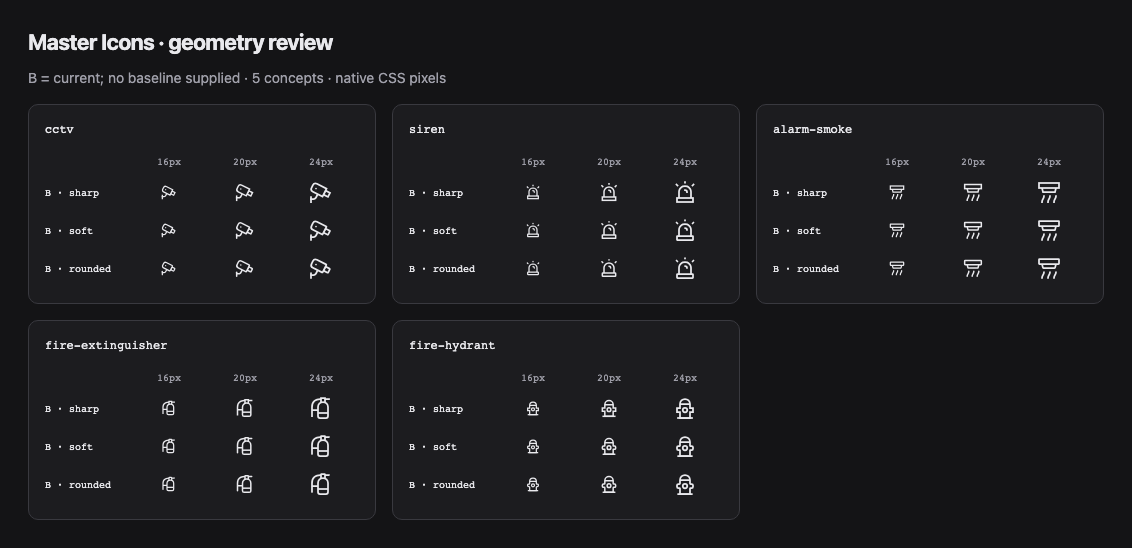 Master Icons · geometry review
B = current; no baseline supplied · 5 concepts · native CSS pixels
cctv
16px 20px 24px
B · sharp
B · soft
B · rounded
siren
16px 20px 24px
B · sharp
B · soft
B · rounded
alarm-smoke
16px 20px 24px
B · sharp
B · soft
B · rounded
fire-extinguisher
16px 20px 24px
B · sharp
B · soft
B · rounded
fire-hydrant
16px 20px 24px
B · sharp
B · soft
B · rounded